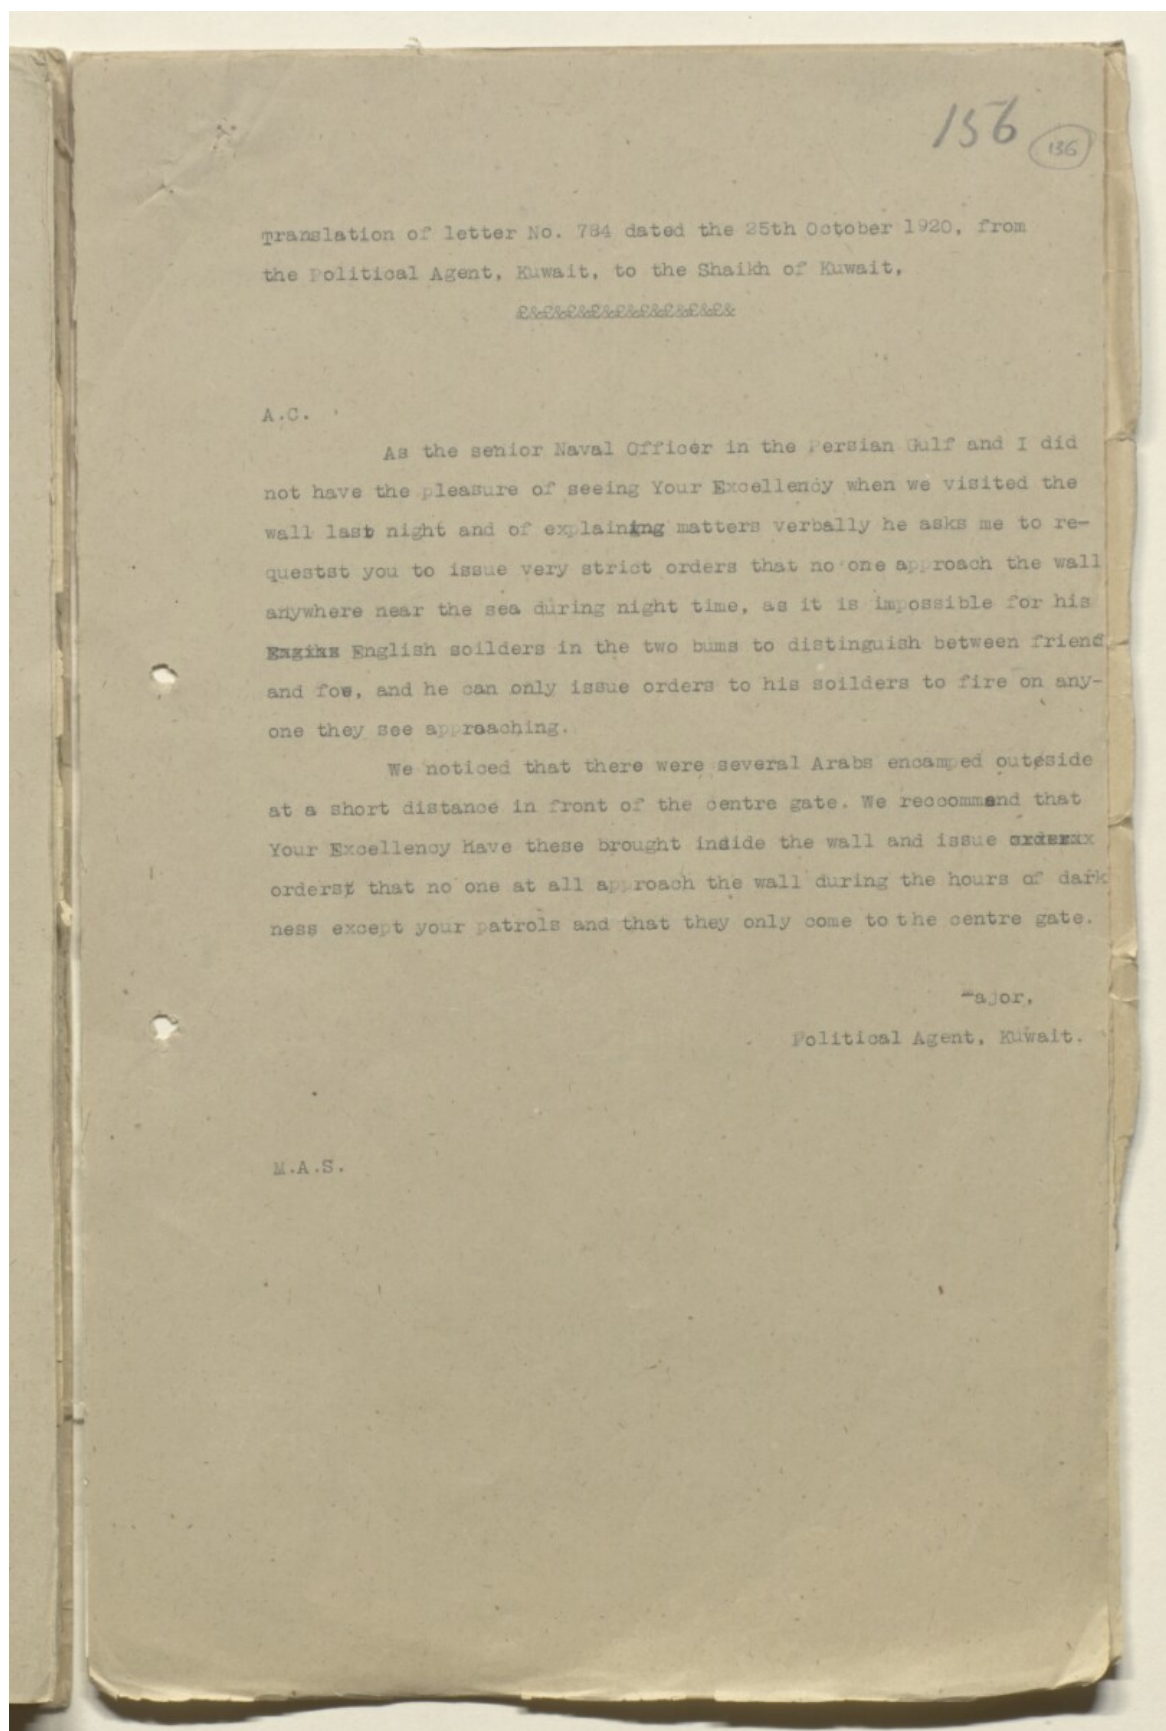 156
136
Translation of letter No. 784 dated the 25th October 1920, from
the Political Agent, Kuwait, to the Shaikh of Kuwait,
£&£&£&£&£&£&£&£&£&
A.C.
As the senior Naval Officer in the Persian Gulf and I did
not have the pleasure of seeing Your Excellency when we visited the
wall last night and of explaining matters verbally he asks me to re-
questst you to issue very strict orders that no one approach the wall
anywhere near the sea during night time, as it is impossible for his
English soilders in the two bums to distinguish between friend
and foe, and he can only issue orders to his soilders to fire on any-
one they see appraaching.
We noticed that there were several Arabs encamped outside
at a short distance in front of the centre gate. We reccommend that
Your Excellency have these brought inside the wall and issue
orders that no one at all approach the wall during the hours of dark
ness except your patrols and that they only come to the centre gate.
Major,
Political Agent, Kuwait.
M.A.S.